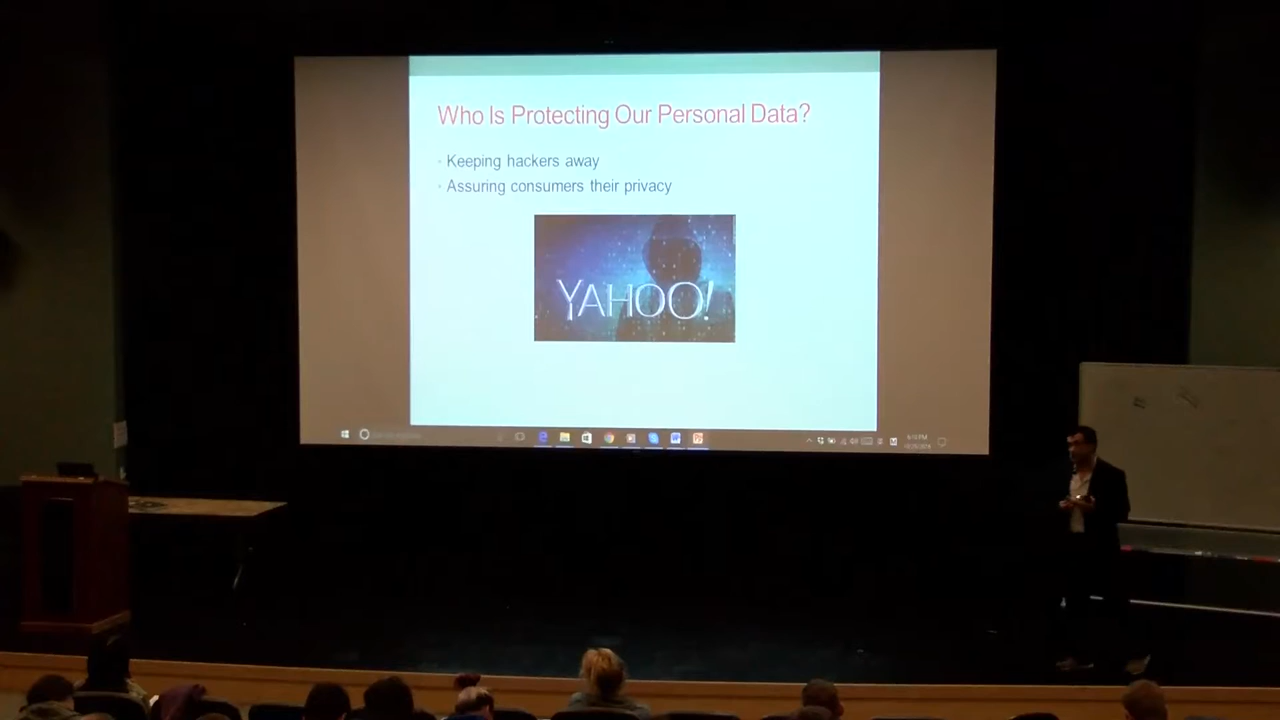 Who Is Protecting Our Personal Data?
· Keeping hackers away
· Assuring consumers their privacy
YAHOO!